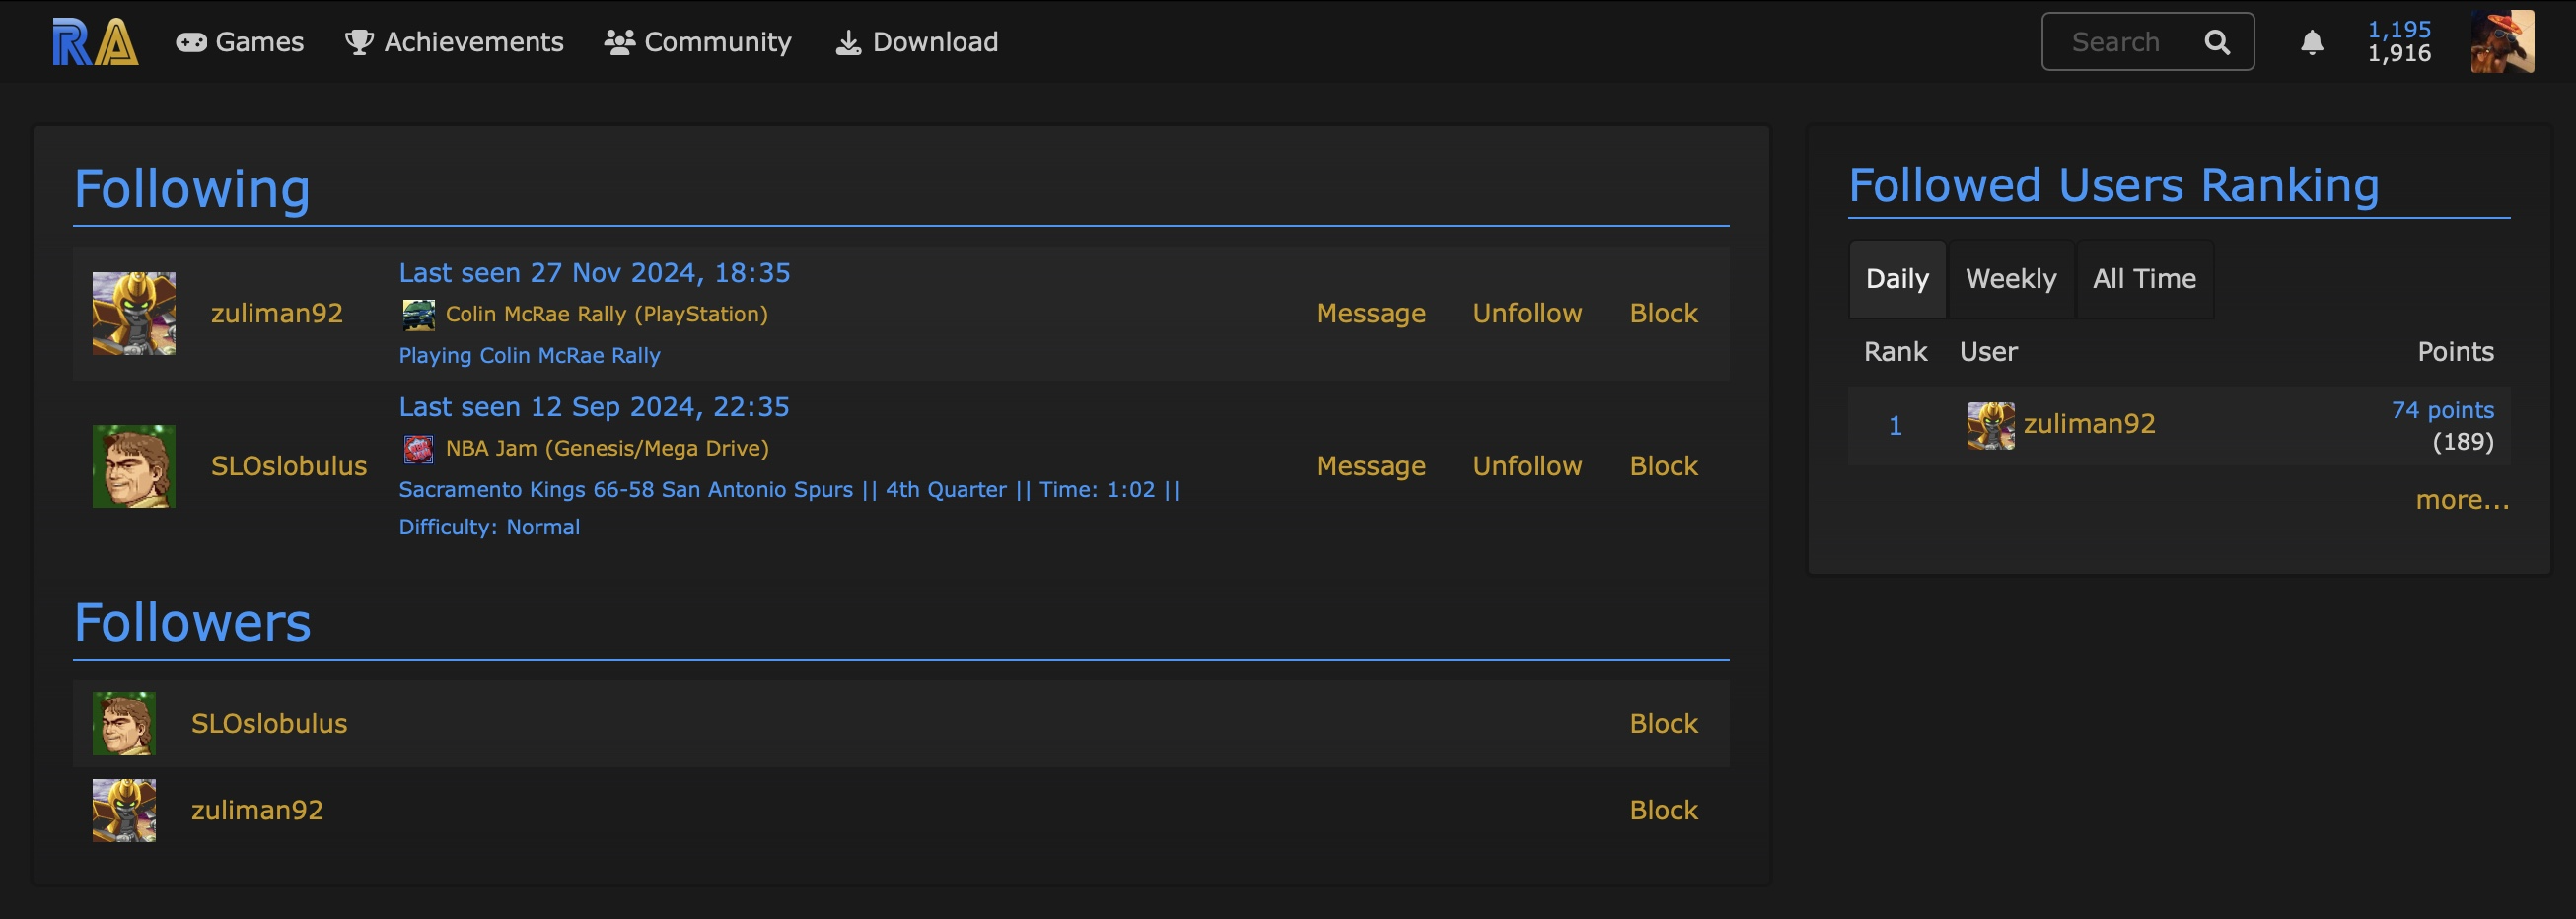 RA Games Achievements Community Download Search 1,195
1,916
Following
zuliman92
Last seen 27 Nov 2024, 18:35
Colin McRae Rally (PlayStation)
Playing Colin McRae Rally
Message Unfollow Block
SLOslobulus
Last seen 12 Sep 2024, 22:35
NBA Jam (Genesis/Mega Drive)
Sacramento Kings 66-58 San Antonio Spurs || 4th Quarter || Time: 1:02 ||
Difficulty: Normal
Message Unfollow Block
Followers
SLOslobulus Block
zuliman92 Block
Followed Users Ranking
Daily Weekly All Time
Rank User Points
1 zuliman92 74 points
(189)
more...